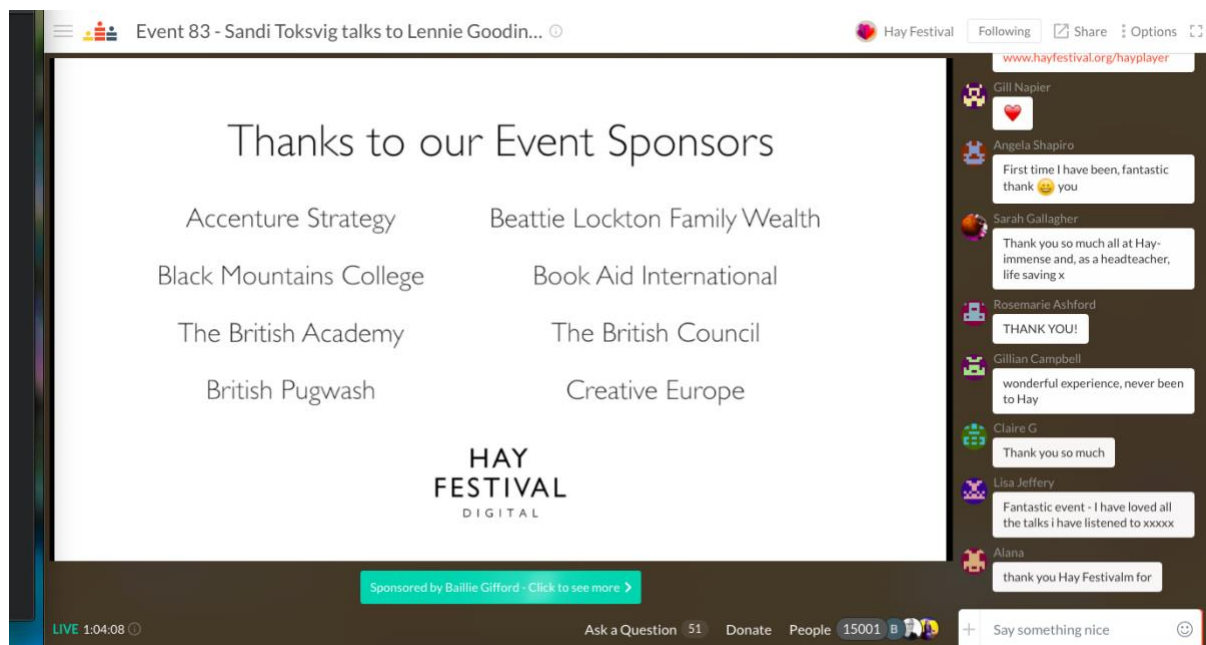 Event 83 - Sandi Toksvig talks to Lennie Goodin...
Hay Festival
Following
Share
Options
Thanks to our Event Sponsors
Accenture Strategy
Beattie Lockton Family Wealth
Black Mountains College
Book Aid International
The British Academy
The British Council
British Pugwash
Creative Europe
HAY
FESTIVAL
DIGITAL
Sponsored by Baillie Gifford - Click to see more
LIVE 1:04:08
Ask a Question 51
Donate
People 15001
B
www.hayfestival.org/hayplayer
Gill Napier
❤️
Angela Shapiro
First time I have been, fantastic
thank 😀 you
Sarah Gallagher
Thank you so much all at Hay-
immense and, as a headteacher,
life saving x
Rosemarie Ashford
THANK YOU!
Gillian Campbell
wonderful experience, never been
to Hay
Claire G
Thank you so much
Lisa Jeffery
Fantastic event - I have loved all
the talks i have listened to xxxxx
Alana
thank you Hay Festivalm for
Say something nice